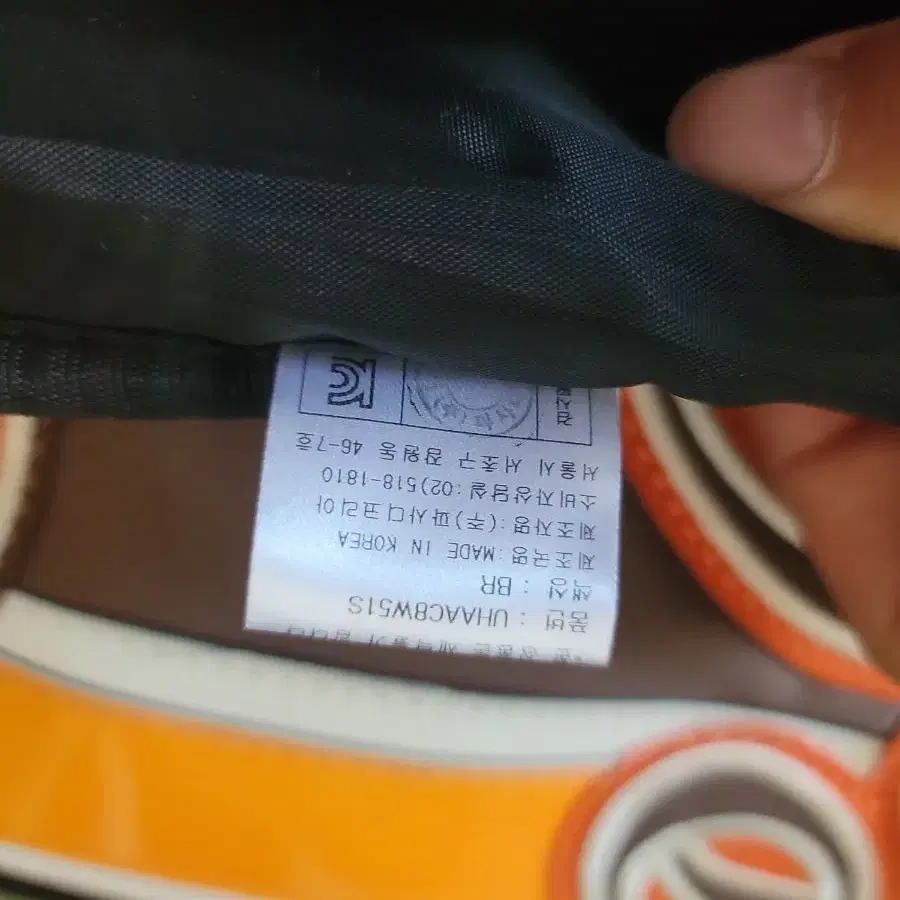 품번 : UHAAC8W51S
색상 : BR
제조국명:MADE IN KOREA
제조자명:(주)파사디코리아
소비자상담실:02)518-1810
서울시 서초구 잠원동 46-7호